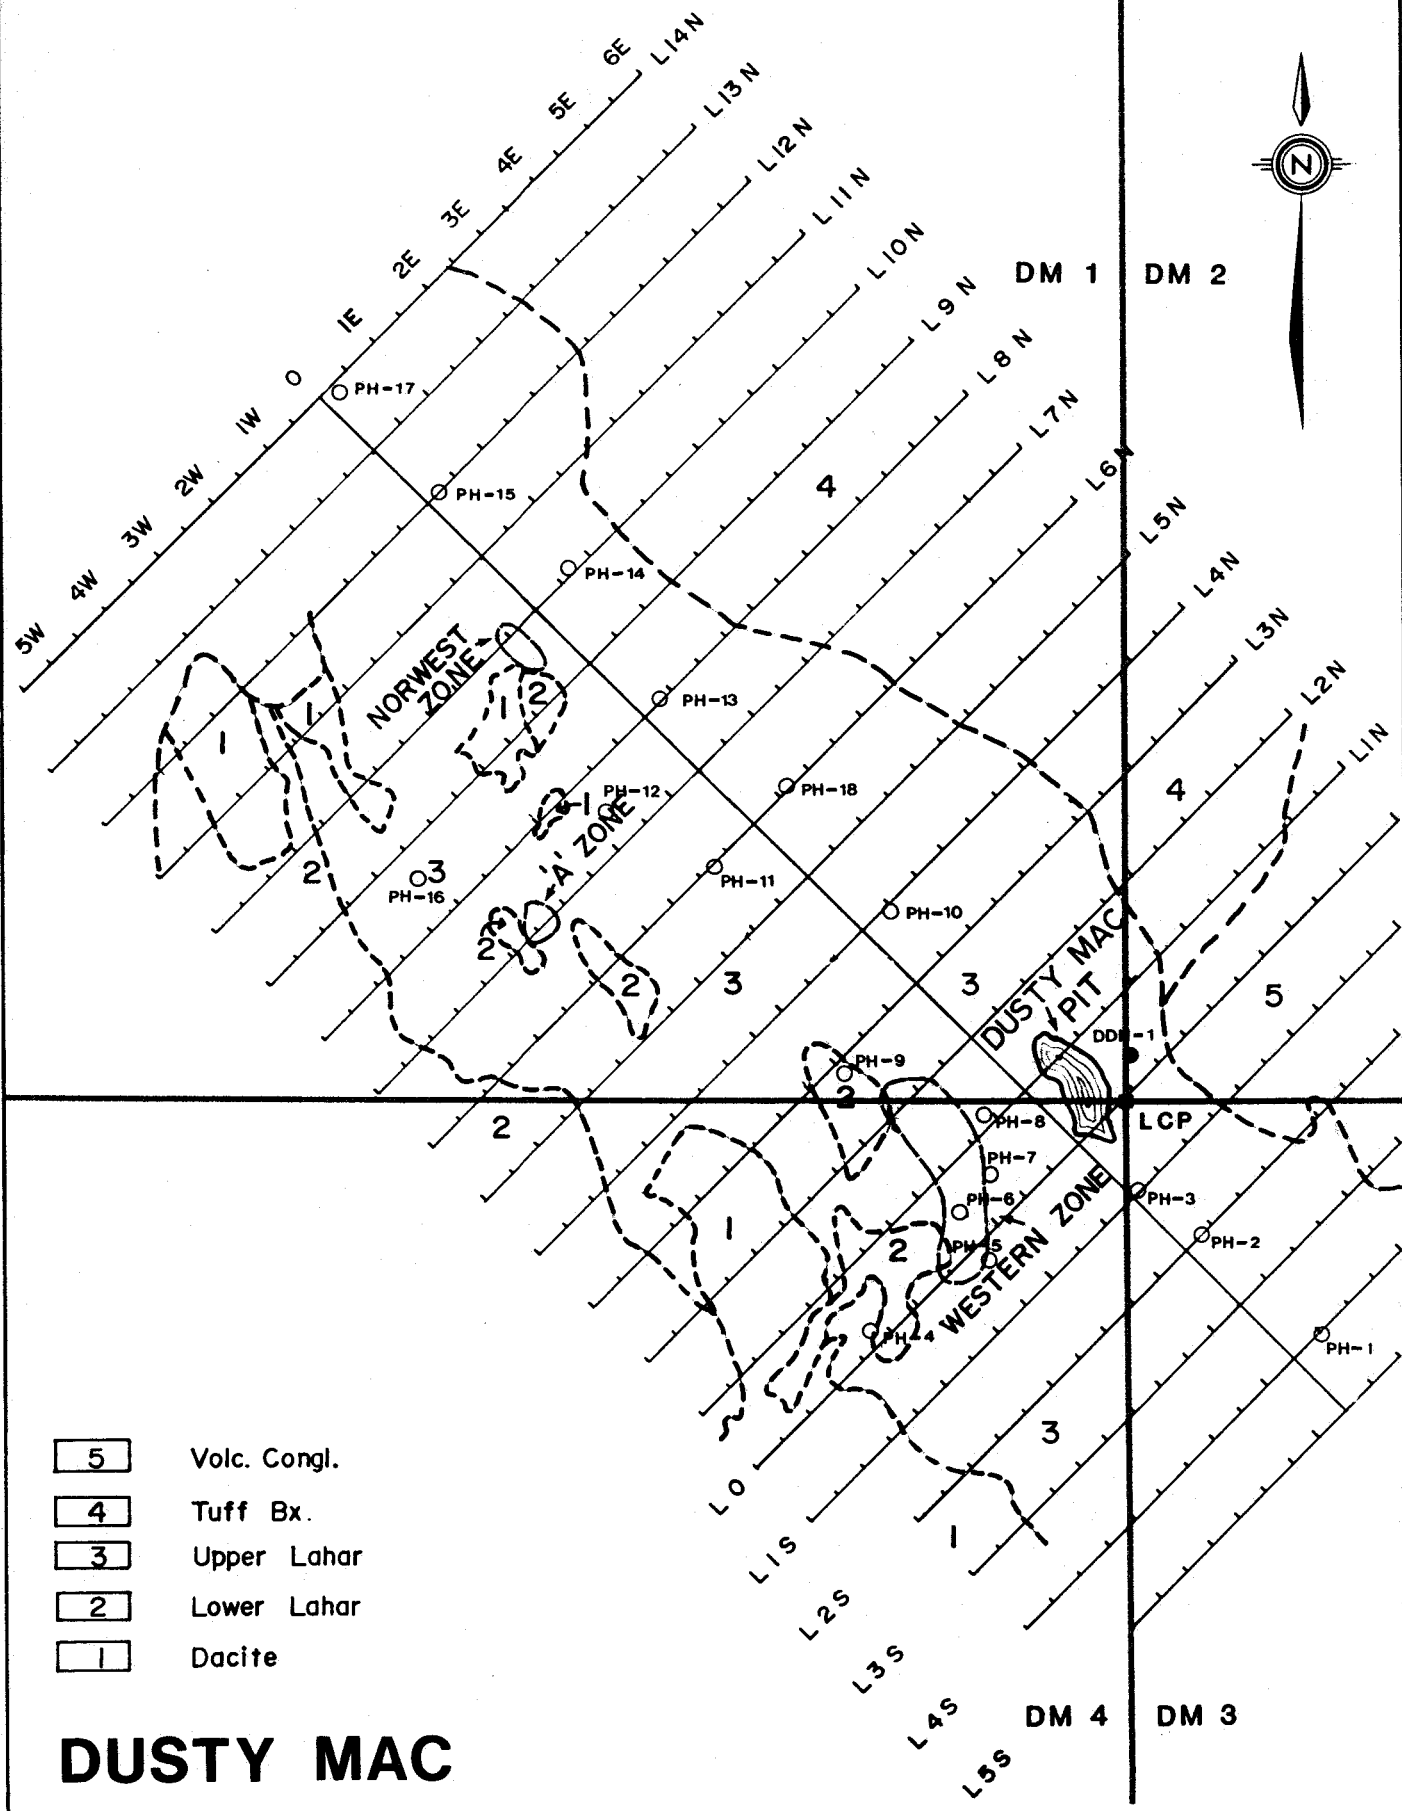 6E
L14N
5E
L13N
4E
L12N
3E
L11N
2E
L10N
1E
L9N
0
L8N
1W
L7N
2W
L6N
3W
L5N
4W
L4N
5W
L3N
L2N
L1N
N
DM 1
DM 2
PH-17
4
PH-15
PH-14
NORWEST
ZONE
2
1
1
1
PH-13
PH-18
4
PH-12
1
'A' ZONE
2
3
PH-16
PH-11
PH-10
2
2
3
3
5
DUSTY MAC
PIT
DDH-1
PH-9
2
LCP
2
PH-8
PH-7
PH-6
PH-5
WESTERN ZONE
PH-3
PH-2
PH-1
1
2
PH-4
3
1
L0
L1S
L2S
L3S
L4S
L5S
5 Volc. Congl.
4 Tuff Bx.
3 Upper Lahar
2 Lower Lahar
1 Dacite
DM 4
DM 3
DUSTY MAC